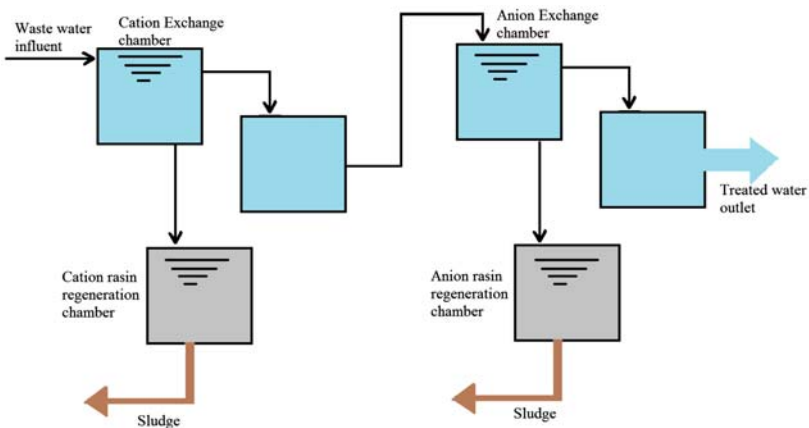 Waste water
influent
Cation Exchange
chamber
Anion Exchange
chamber
Treated water
outlet
Cation rasin
regeneration
chamber
Anion rasin
regeneration
chamber
Sludge
Sludge